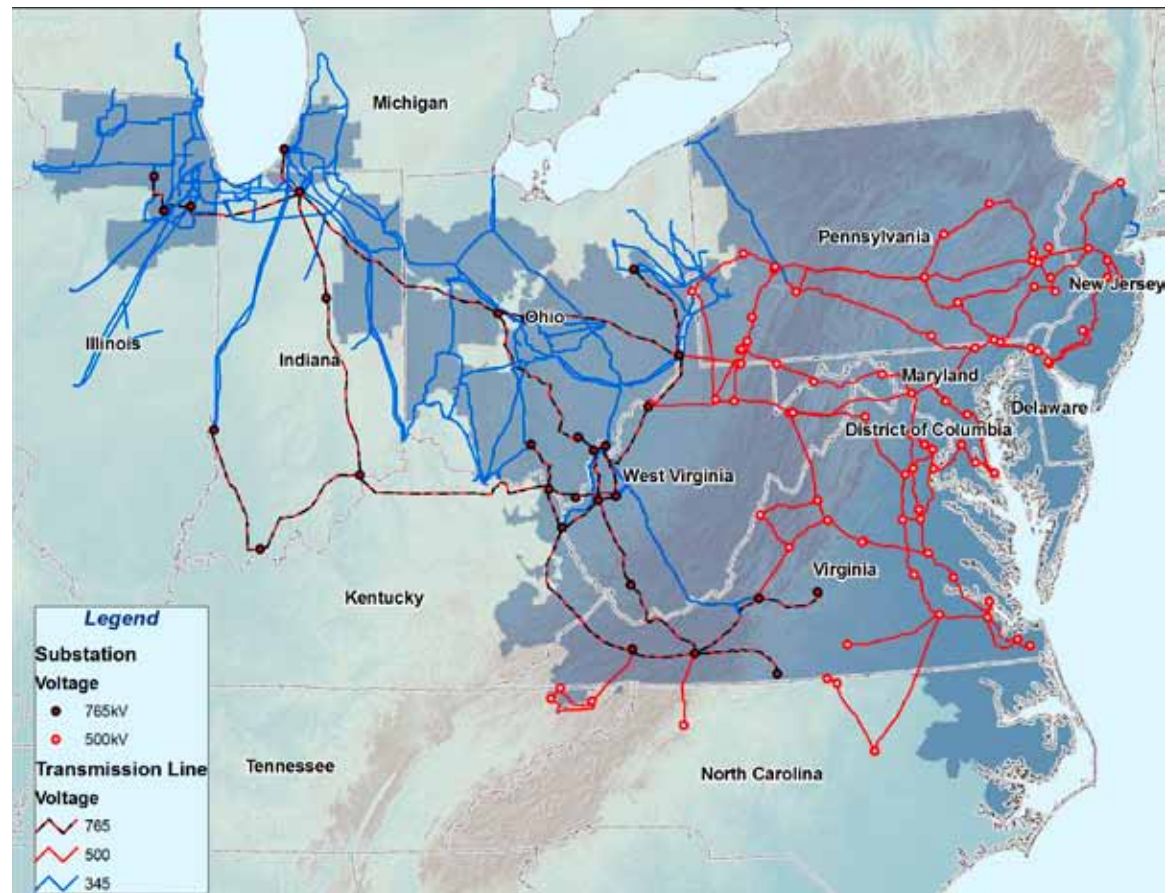 Michigan
Pennsylvania
New Jersey
Ohio
Illinois
Indiana
Maryland
Delaware
District of Columbia
West Virginia
Virginia
Kentucky
Tennessee
North Carolina
Legend
Substation
Voltage
765kV
500kV
Transmission Line
Voltage
765
500
345